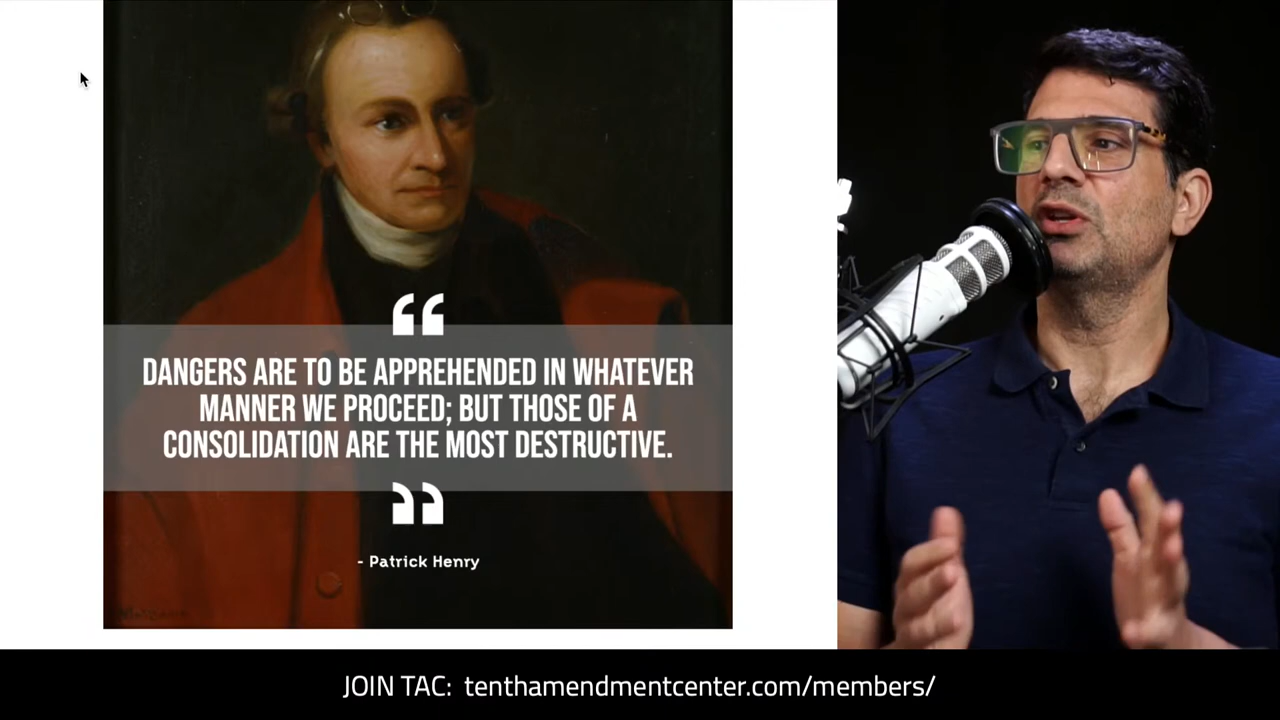 “
DANGERS ARE TO BE APPREHENDED IN WHATEVER
MANNER WE PROCEED; BUT THOSE OF A
CONSOLIDATION ARE THE MOST DESTRUCTIVE.
”
- Patrick Henry
JOIN TAC: tenthamendmentcenter.com/members/